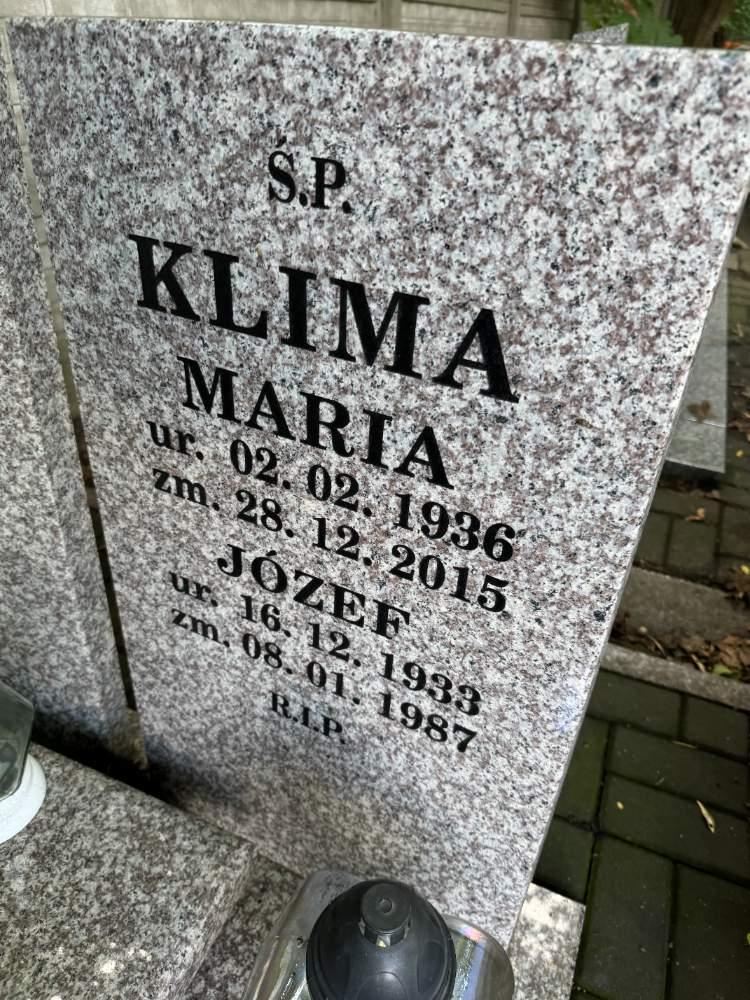 Ś.P.
KLIMA
MARIA
ur. 02. 02. 1936
zm. 28. 12. 2015
JÓZEF
ur. 16. 12. 1933
zm. 08. 01. 1987
R.I.P.